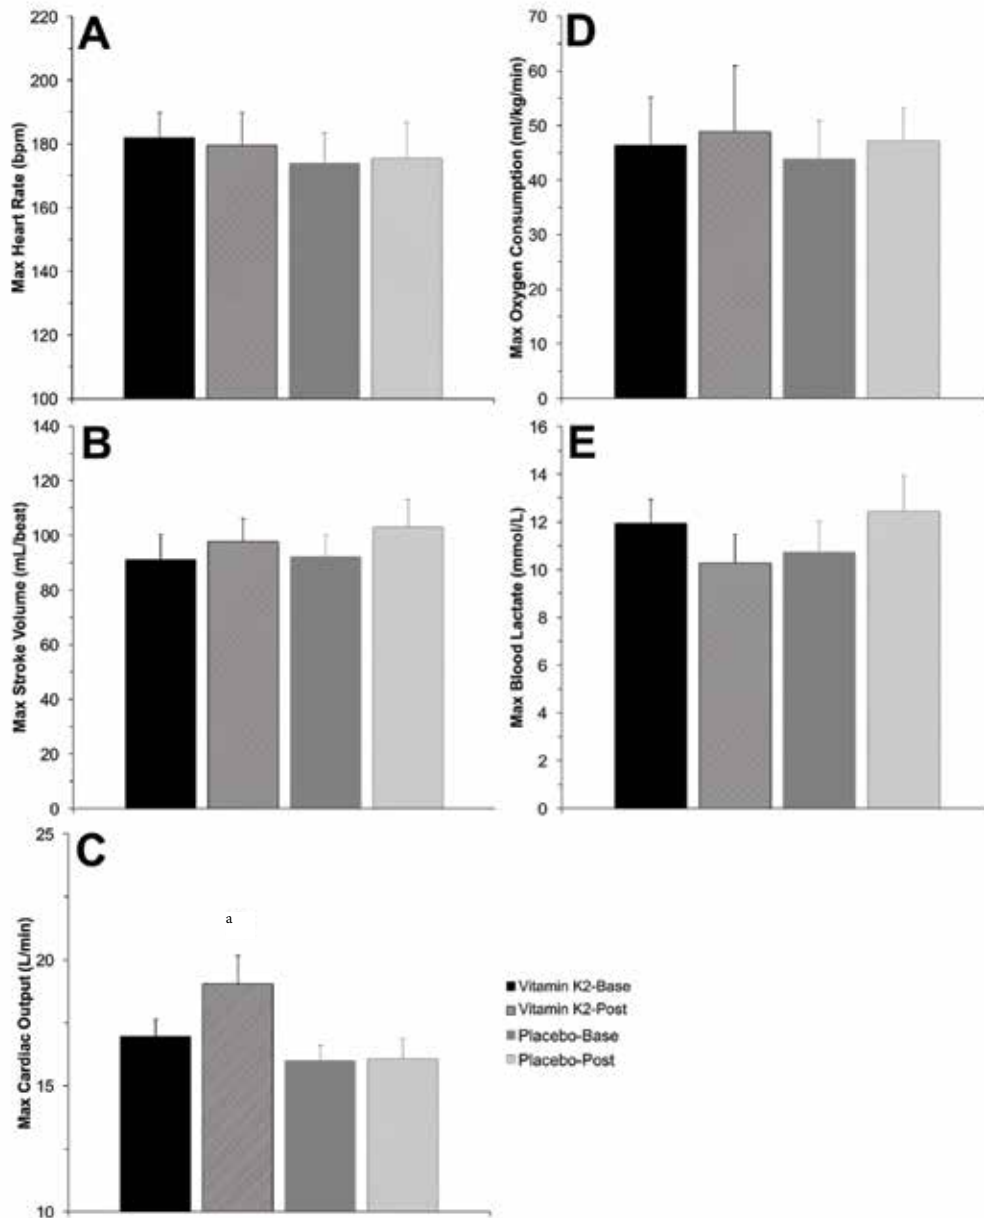 A
Max Heart Rate (bpm)
220
200
180
160
140
120
100
D
Max Oxygen Consumption (ml/kg/min)
70
60
50
40
30
20
10
0
B
Max Stroke Volume (mL/beat)
140
120
100
80
60
40
20
0
E
Max Blood Lactate (mmol/L)
16
14
12
10
8
6
4
2
0
C
Max Cardiac Output (L/min)
25
20
15
10
a
Vitamin K2-Base
Vitamin K2-Post
Placebo-Base
Placebo-Post